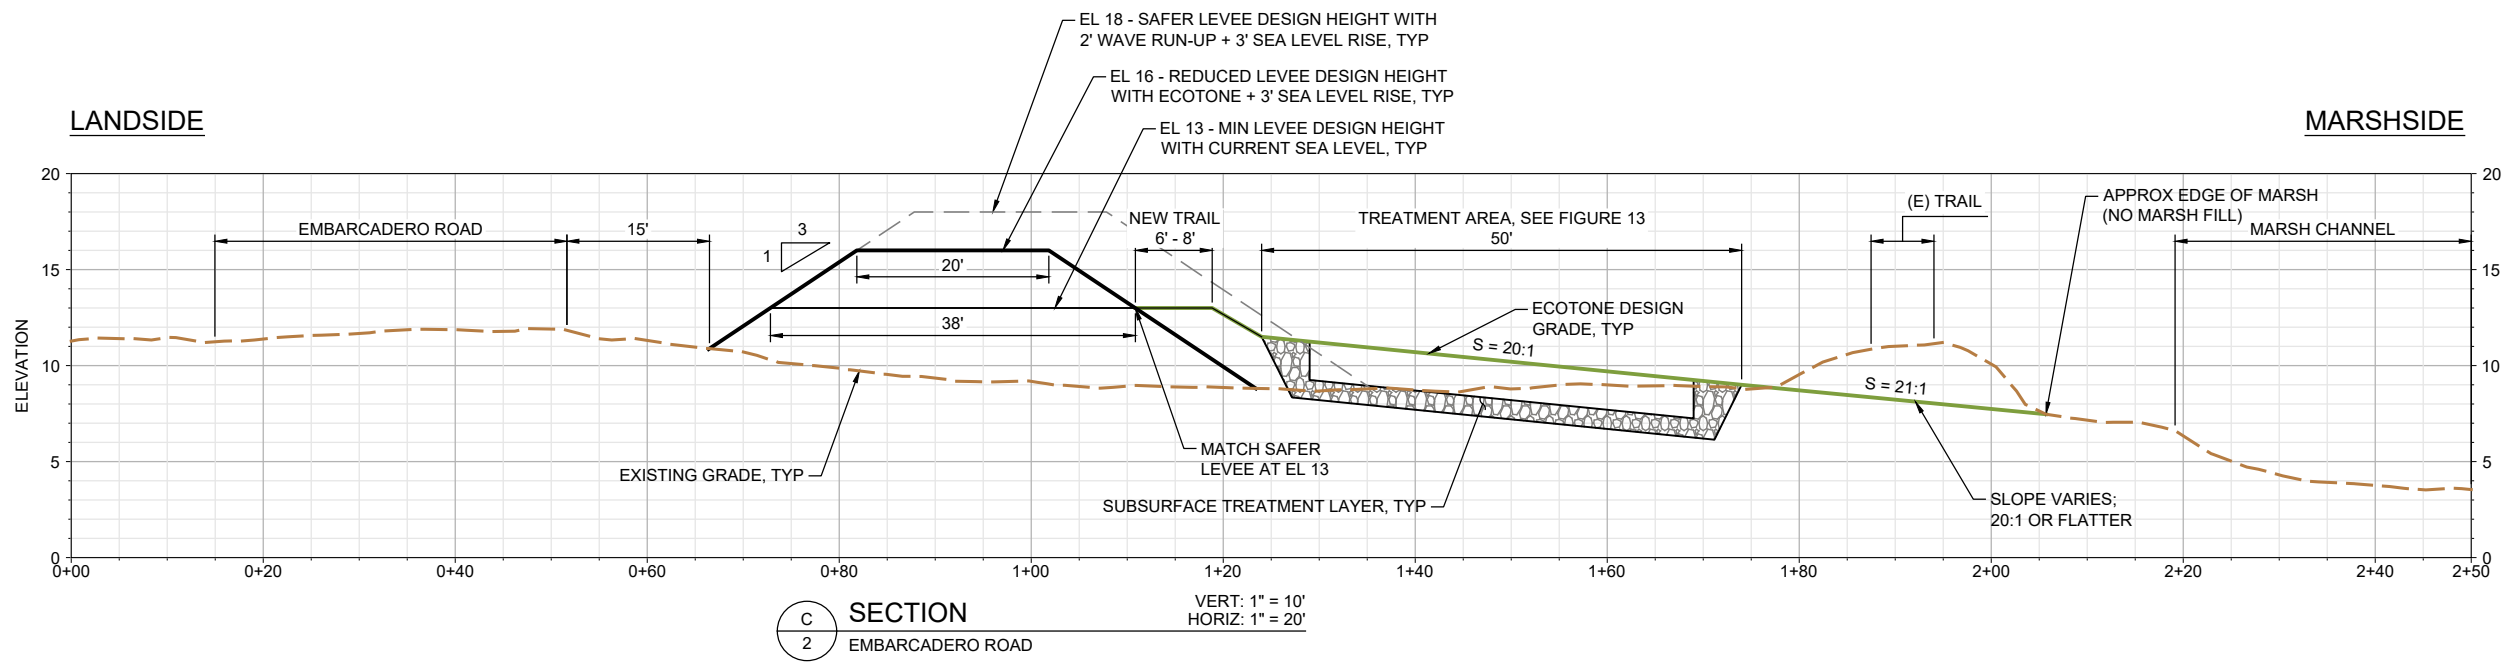 EL 18 - SAFER LEVEE DESIGN HEIGHT WITH
2' WAVE RUN-UP + 3' SEA LEVEL RISE, TYP
EL 16 - REDUCED LEVEE DESIGN HEIGHT
WITH ECOTONE + 3' SEA LEVEL RISE, TYP
EL 13 - MIN LEVEE DESIGN HEIGHT
WITH CURRENT SEA LEVEL, TYP
LANDSIDE
MARSHSIDE
20
15
10
5
0
ELEVATION
EMBARCADERO ROAD
15'
3
1
20'
38'
NEW TRAIL
6' - 8'
TREATMENT AREA, SEE FIGURE 13
50'
(E) TRAIL
APPROX EDGE OF MARSH
(NO MARSH FILL)
MARSH CHANNEL
ECOTONE DESIGN
GRADE, TYP
S = 20:1
S = 21:1
EXISTING GRADE, TYP
MATCH SAFER
LEVEE AT EL 13
SUBSURFACE TREATMENT LAYER, TYP
SLOPE VARIES;
20:1 OR FLATTER
20
15
10
5
0
0+00
0+20
0+40
0+60
0+80
1+00
1+20
1+40
1+60
1+80
2+00
2+20
2+40
2+50
C
2
SECTION
EMBARCADERO ROAD
VERT: 1" = 10'
HORIZ: 1" = 20'